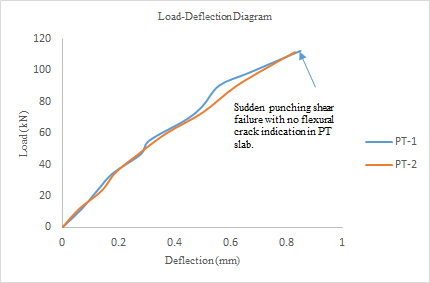 Load-Deflection Diagram
120
100
80
60
40
20
0
Load (kN)
Sudden punching shear
failure with no flexural
crack indication in PT
slab.
PT-1
PT-2
0
0.2
0.4
0.6
0.8
1
Deflection (mm)